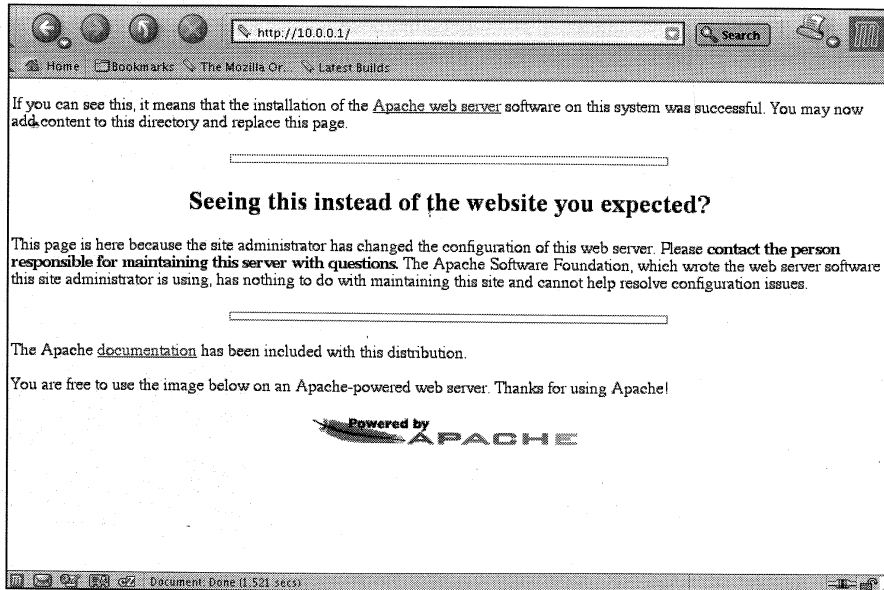 http://10.0.0.1/
Search
Home Bookmarks The Mozilla Or... Latest Builds
If you can see this, it means that the installation of the Apache web server software on this system was successful. You may now
add content to this directory and replace this page.
Seeing this instead of the website you expected?
This page is here because the site administrator has changed the configuration of this web server. Please contact the person
responsible for maintaining this server with questions. The Apache Software Foundation, which wrote the web server software
this site administrator is using, has nothing to do with maintaining this site and cannot help resolve configuration issues.
The Apache documentation has been included with this distribution.
You are free to use the image below on an Apache-powered web server. Thanks for using Apache!
Powered by
APACHE
Document: Done (1.521 secs)